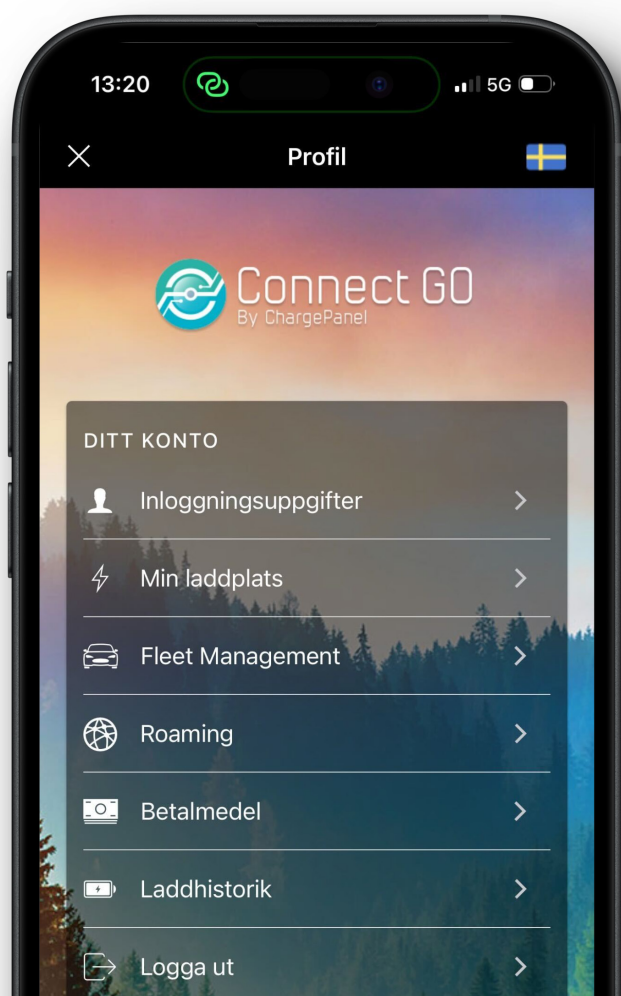 13:20
5G
Profil
Connect GO
By ChargePanel
DITT KONTO
Inloggningsuppgifter
Min laddplats
Fleet Management
Roaming
Betalmedel
Laddhistorik
Logga ut